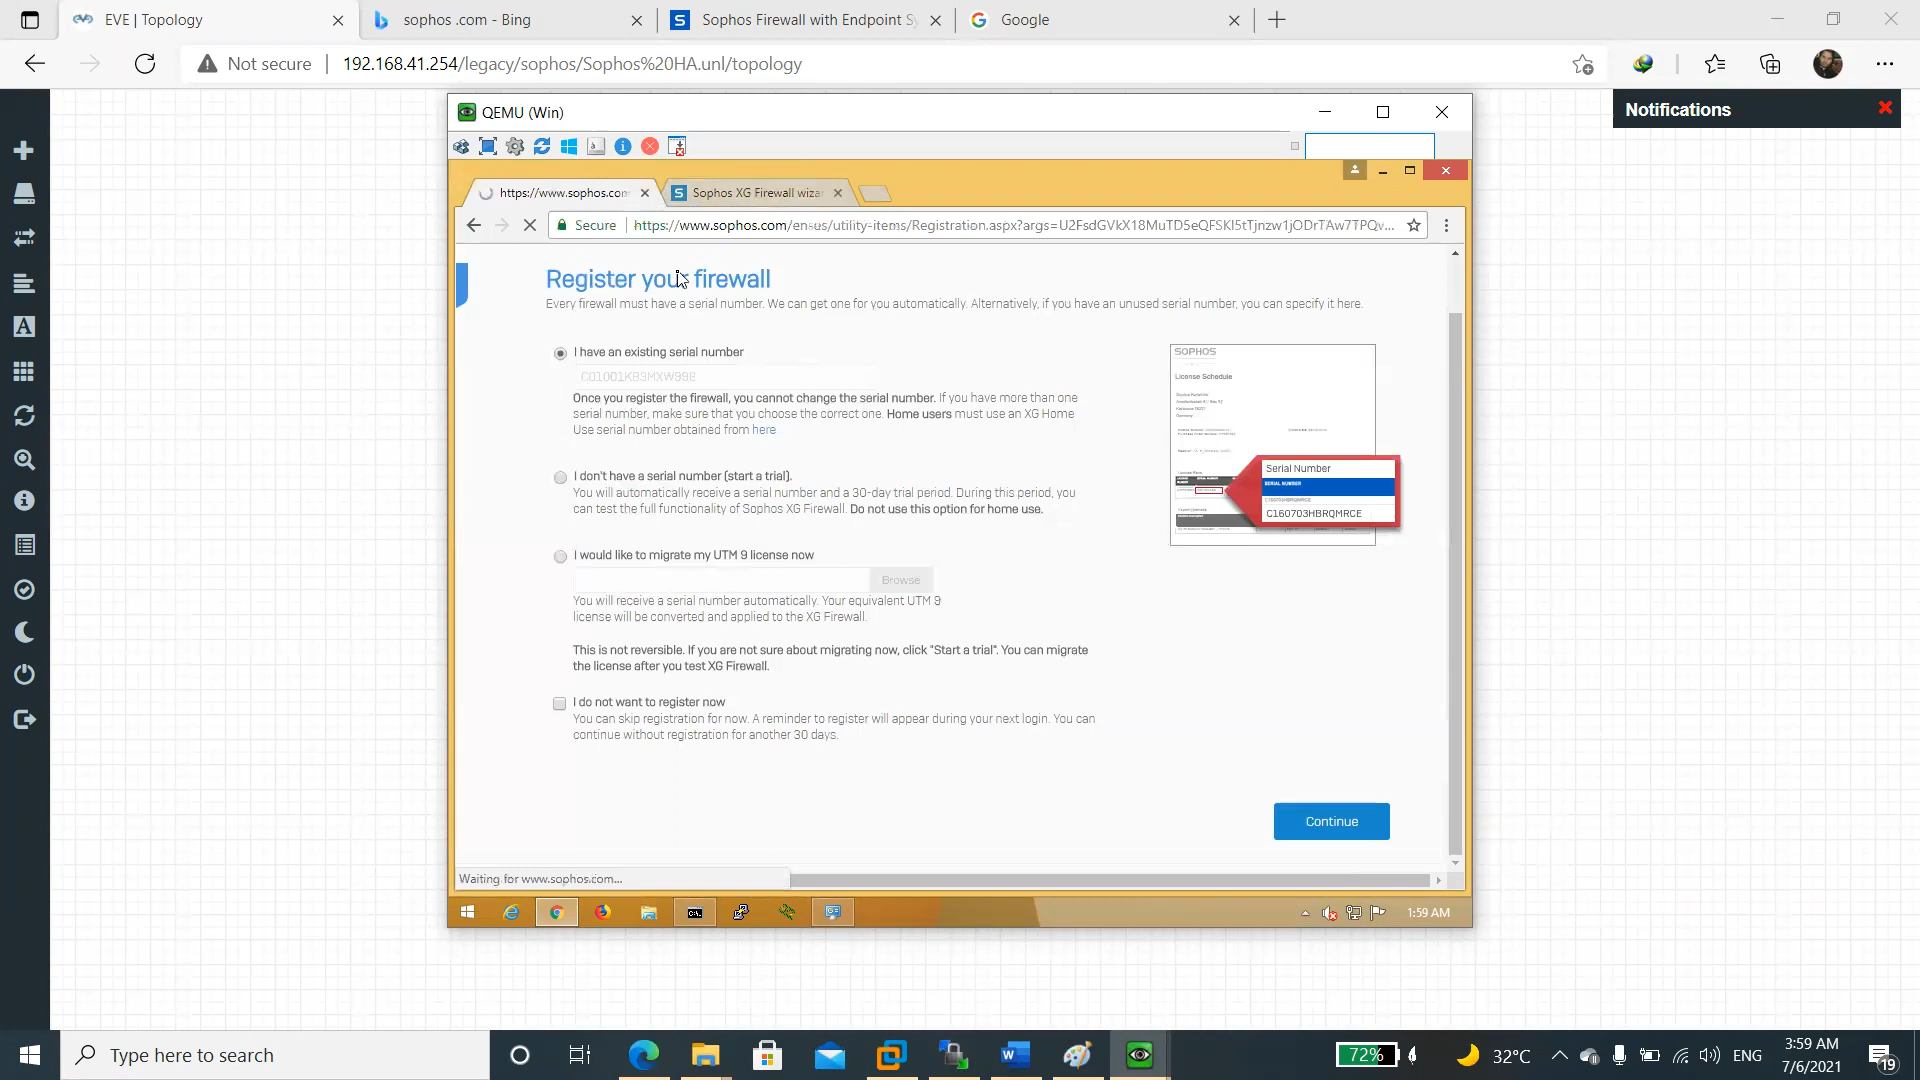 EVE | Topology
sophos .com - Bing
Sophos Firewall with Endpoint Sy
Google
Not secure
192.168.41.254/legacy/sophos/Sophos%20HA.unl/topology
QEMU (Win)
Notifications
https://www.sophos.com
Sophos XG Firewall wizar
Secure
https://www.sophos.com/en-us/utility-items/Registration.aspx?args=U2FsdGVkX18MuTD5eQFSKI5tTjnzw1jODrTAw7TPQv...
Register your firewall
Every firewall must have a serial number. We can get one for you automatically. Alternatively, if you have an unused serial number, you can specify it here.
I have an existing serial number
C01001KB3MXW998
Once you register the firewall, you cannot change the serial number. If you have more than one
serial number, make sure that you choose the correct one. Home users must use an XG Home
Use serial number obtained from here
I don't have a serial number (start a trial).
You will automatically receive a serial number and a 30-day trial period. During this period, you
can test the full functionality of Sophos XG Firewall. Do not use this option for home use.
I would like to migrate my UTM 9 license now
Browse
You will receive a serial number automatically. Your equivalent UTM 9
license will be converted and applied to the XG Firewall.
This is not reversible. If you are not sure about migrating now, click "Start a trial". You can migrate
the license after you test XG Firewall.
I do not want to register now
You can skip registration for now. A reminder to register will appear during your next login. You can
continue without registration for another 30 days.
SOPHOS
License Schedule
Serial Number
SERIAL NUMBER
C160703HBRQMRCE
C160703HBRQMRCE
Continue
Waiting for www.sophos.com...
1:59 AM
Type here to search
72%
32°C
ENG
3:59 AM
7/6/2021
19